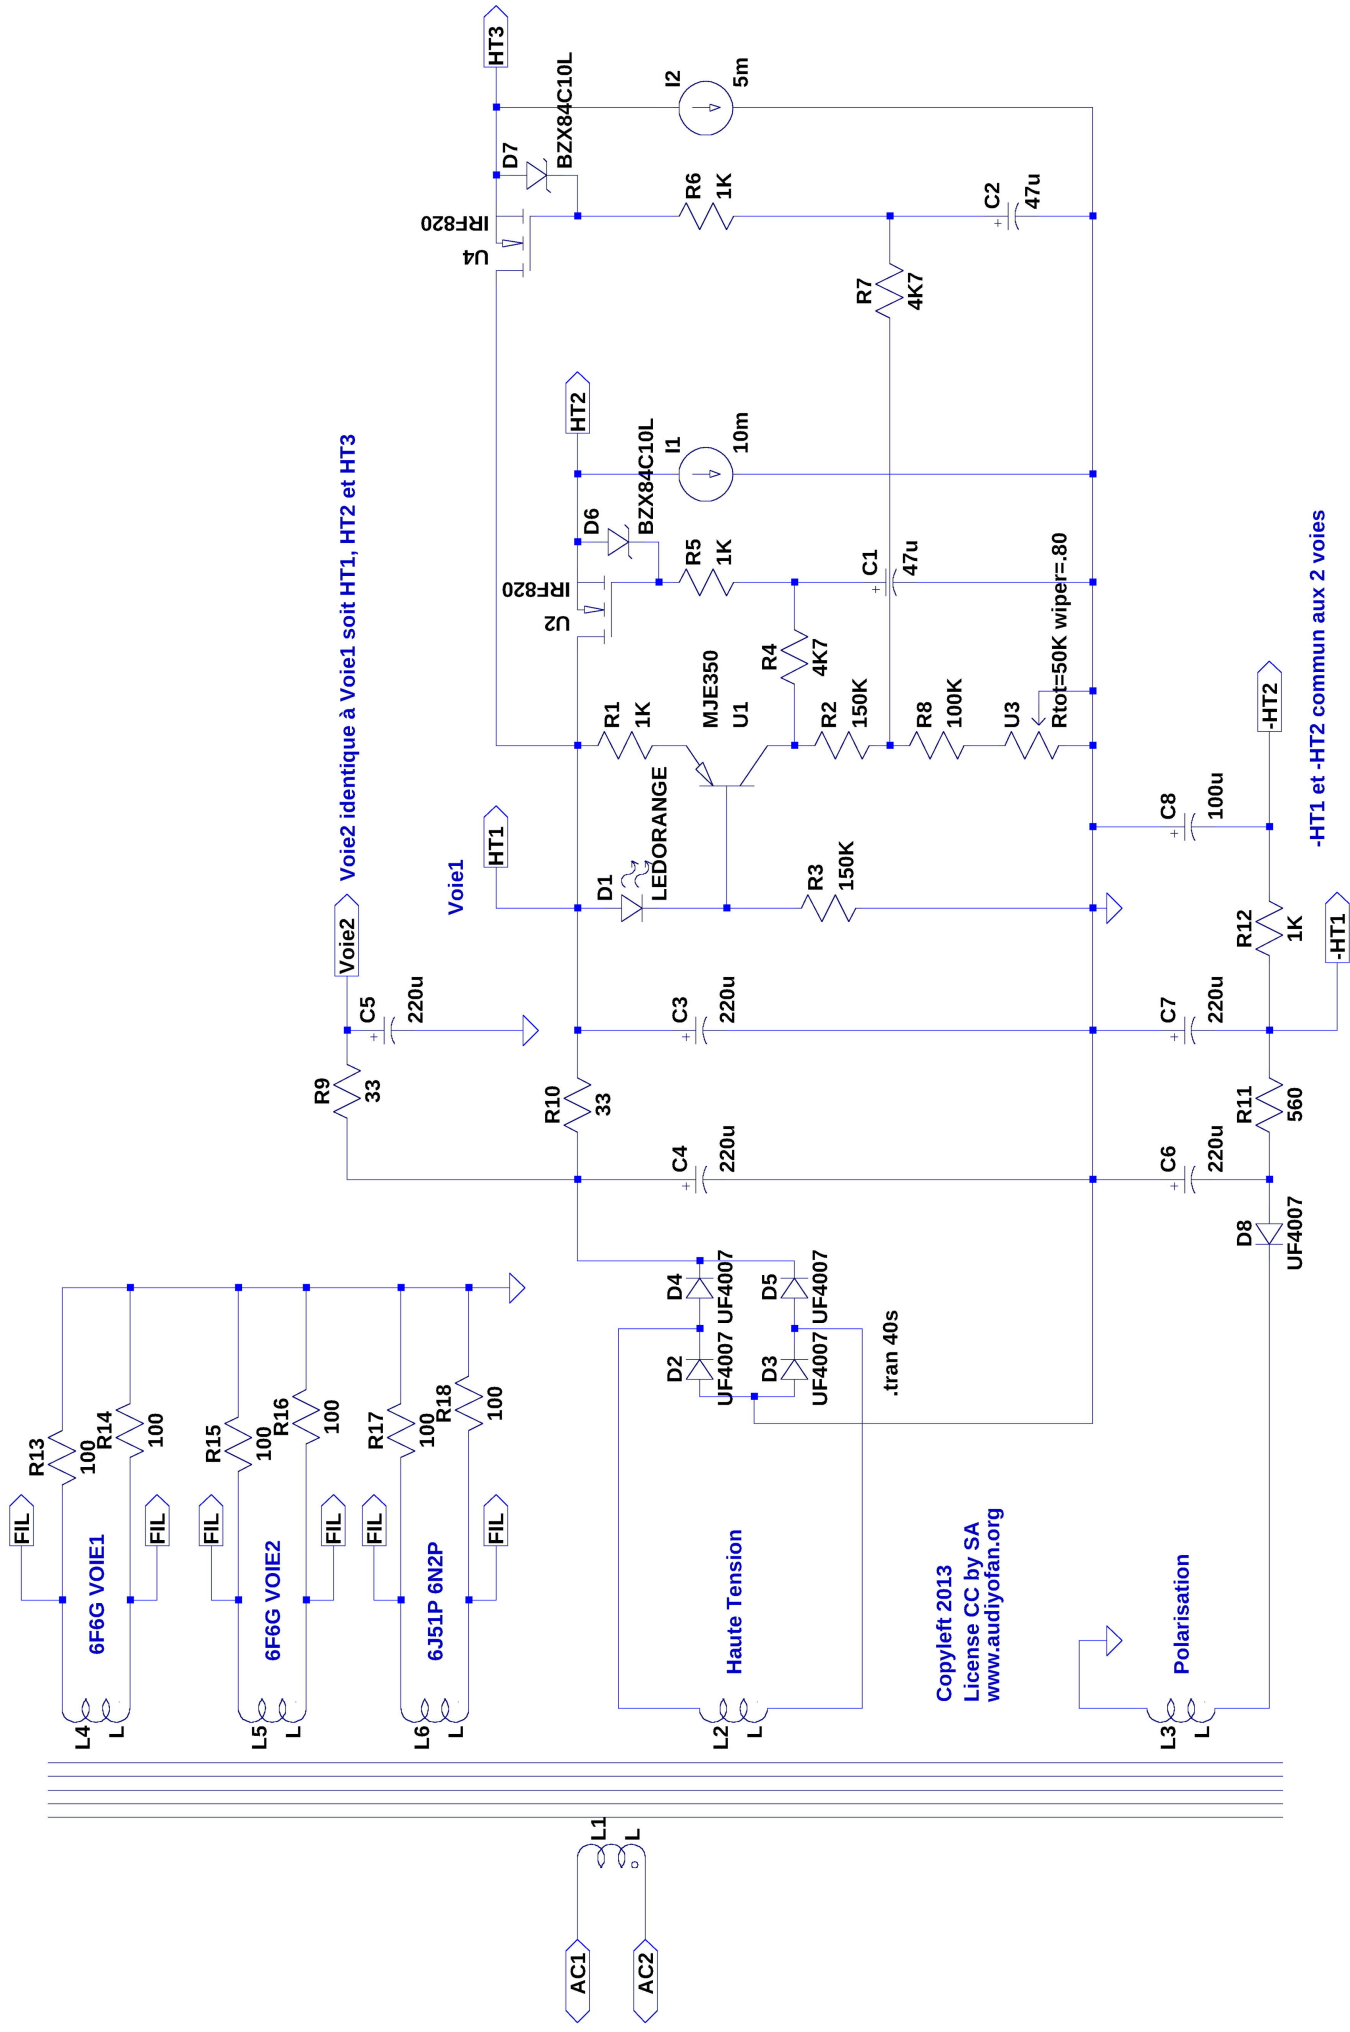 FIL
R13
100
R14
100
FIL
6F6G VOIE1
L4
L
FIL
R15
100
R16
100
FIL
6F6G VOIE2
L5
L
FIL
R17
100
R18
100
FIL
6J51P 6N2P
L6
L
AC1
AC2
L1
L
L2
L
Haute Tension
D4
UF4007
D2
UF4007
D5
UF4007
D3
UF4007
.tran 40s
Copyleft 2013
License CC by SA
www.audiyofan.org
L3
L
Polarisation
Voie2 identique à Voie1 soit HT1, HT2 et HT3
Voie2
R9
33
C5
220u
Voie1
HT1
R10
33
C4
220u
C3
220u
D1
LEDORANGE
R3
150K
R1
1K
MJE350
U1
R2
150K
R8
100K
U3
Rtot=50K wiper=.80
R4
4K7
U2
IRF820
D6
BZX84C10L
R5
1K
C1
47u
HT2
I1
10m
U4
IRF820
D7
BZX84C10L
R6
1K
R7
4K7
C2
47u
HT3
I2
5m
D8
UF4007
C6
220u
R11
560
C7
220u
-HT1
R12
1K
C8
100u
-HT2
-HT1 et -HT2 commun aux 2 voies